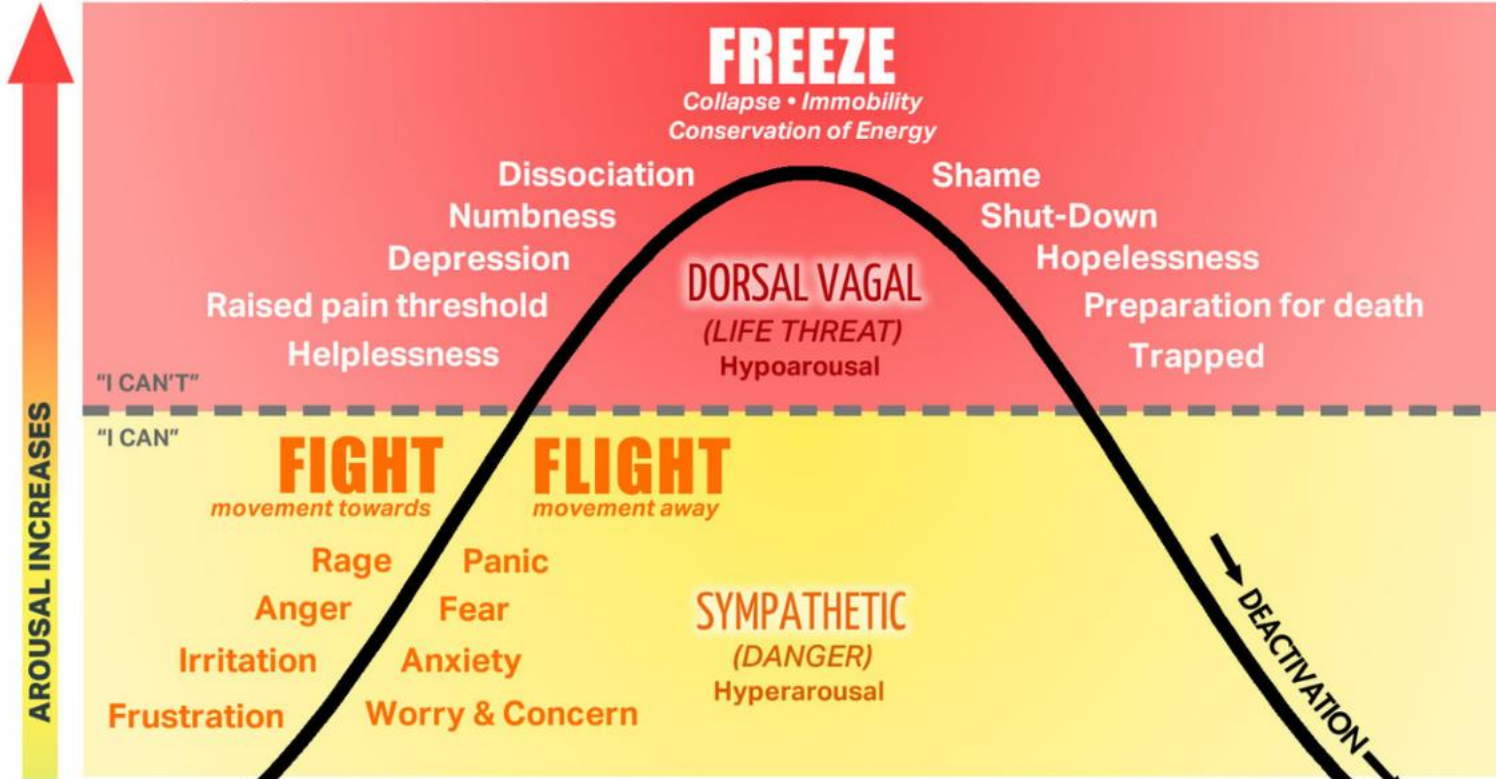 FREEZE
Collapse • Immobility
Conservation of Energy
Dissociation
Shame
Numbness
Shut-Down
Depression
Hopelessness
DORSAL VAGAL
Raised pain threshold
Preparation for death
(LIFE THREAT)
Helplessness
Trapped
Hypoarousal
"I CAN'T"
"I CAN"
FIGHT
movement towards
FLIGHT
movement away
Rage
Panic
Anger
Fear
SYMPATHETIC
Irritation
Anxiety
(DANGER)
Hyperarousal
Frustration
Worry & Concern
DEACTIVATION
AROUSAL INCREASES